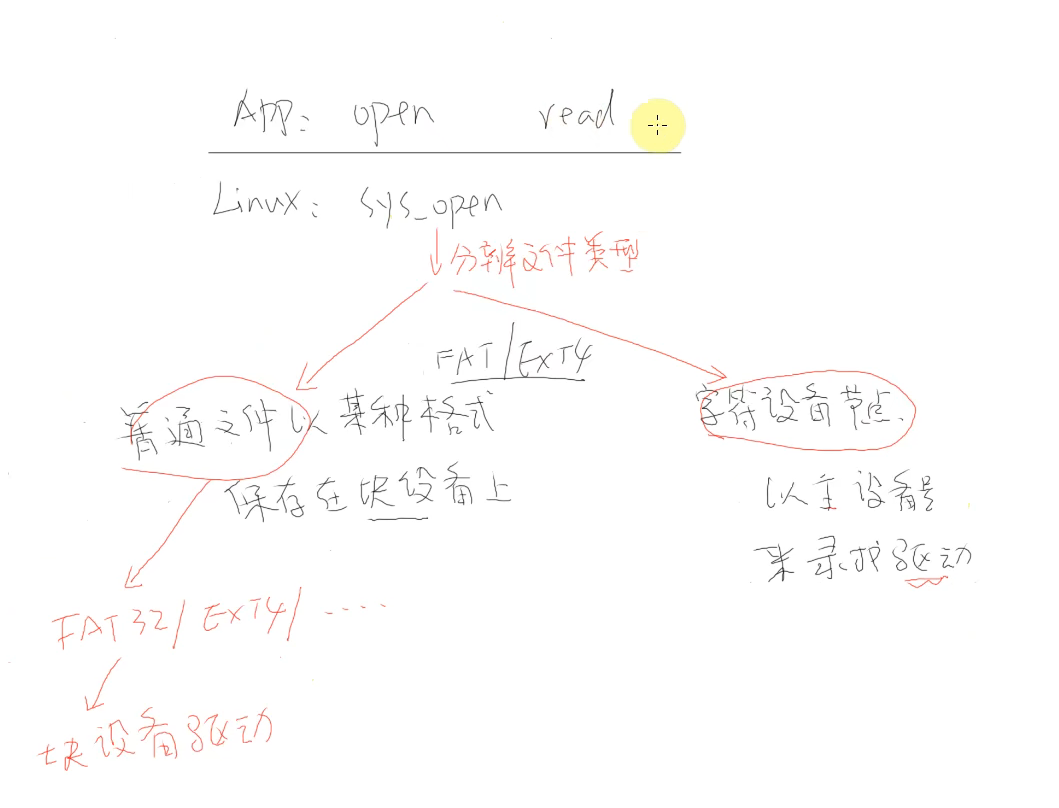 App: open read
Linux: sys_open
分辨文件类型
FAT/EXT4
普通文件以某种格式
保存在块设备上
字符设备节点.
以主设备号
来寻找驱动
FAT32/EXT4/.....
块设备驱动